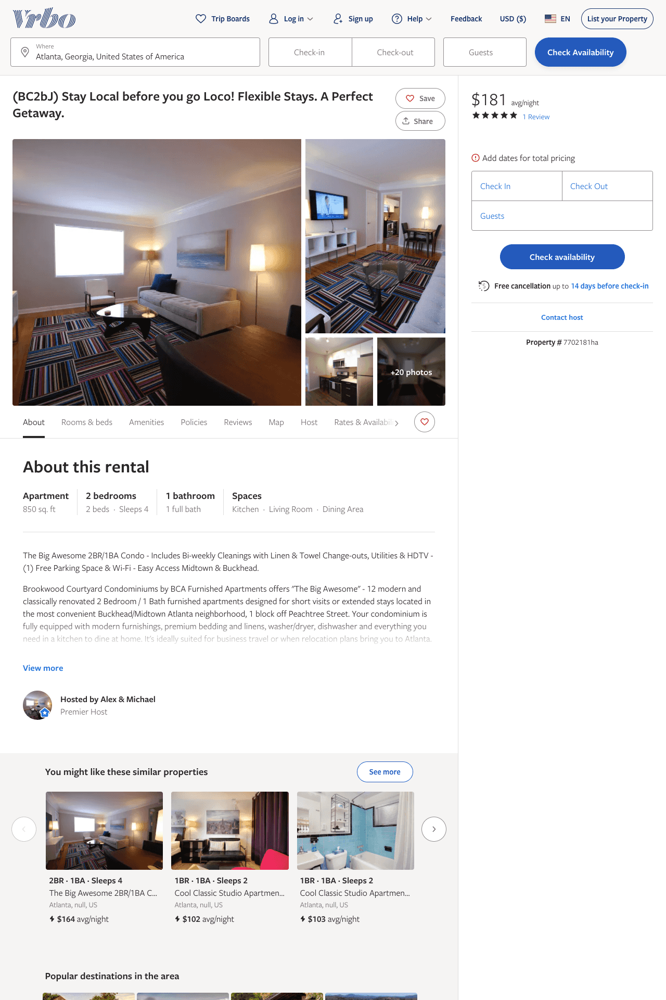 Vrbo
Trip Boards
Log in
Sign up
Help
Feedback
USD ($)
EN
List your Property
Where
Atlanta, Georgia, United States of America
Check-in
Check-out
Guests
Check Availability
(BC2bJ) Stay Local before you go Loco! Flexible Stays. A Perfect
Getaway.
Save
Share
$181 avg/night
1 Review
Add dates for total pricing
Check In
Check Out
Guests
Check availability
Free cancellation up to 14 days before check-in
Contact host
Property # 7702181ha
+20 photos
About
Rooms & beds
Amenities
Policies
Reviews
Map
Host
Rates & Availabili
About this rental
Apartment
850 sq. ft
2 bedrooms
2 beds · Sleeps 4
1 bathroom
1 full bath
Spaces
Kitchen · Living Room · Dining Area
The Big Awesome 2BR/1BA Condo - Includes Bi-weekly Cleanings with Linen & Towel Change-outs, Utilities & HDTV -
(1) Free Parking Space & Wi-Fi - Easy Access Midtown & Buckhead.
Brookwood Courtyard Condominiums by BCA Furnished Apartments offers "The Big Awesome" - 12 modern and
classically renovated 2 Bedroom / 1 Bath furnished apartments designed for short visits or extended stays located in
the most convenient Buckhead/Midtown Atlanta neighborhood, 1 block off Peachtree Street. Your condominium is
fully equipped with modern furnishings, premium bedding and linens, washer/dryer, dishwasher and everything you
need in a kitchen to dine at home. It's ideally suited for business travel or when relocation plans bring you to Atlanta.
View more
Hosted by Alex & Michael
Premier Host
You might like these similar properties
See more
2BR · 1BA · Sleeps 4
The Big Awesome 2BR/1BA C...
Atlanta, null, US
$164 avg/night
1BR · 1BA · Sleeps 2
Cool Classic Studio Apartmen...
Atlanta, null, US
$102 avg/night
1BR · 1BA · Sleeps 2
Cool Classic Studio Apartmen...
Atlanta, null, US
$103 avg/night
Popular destinations in the area